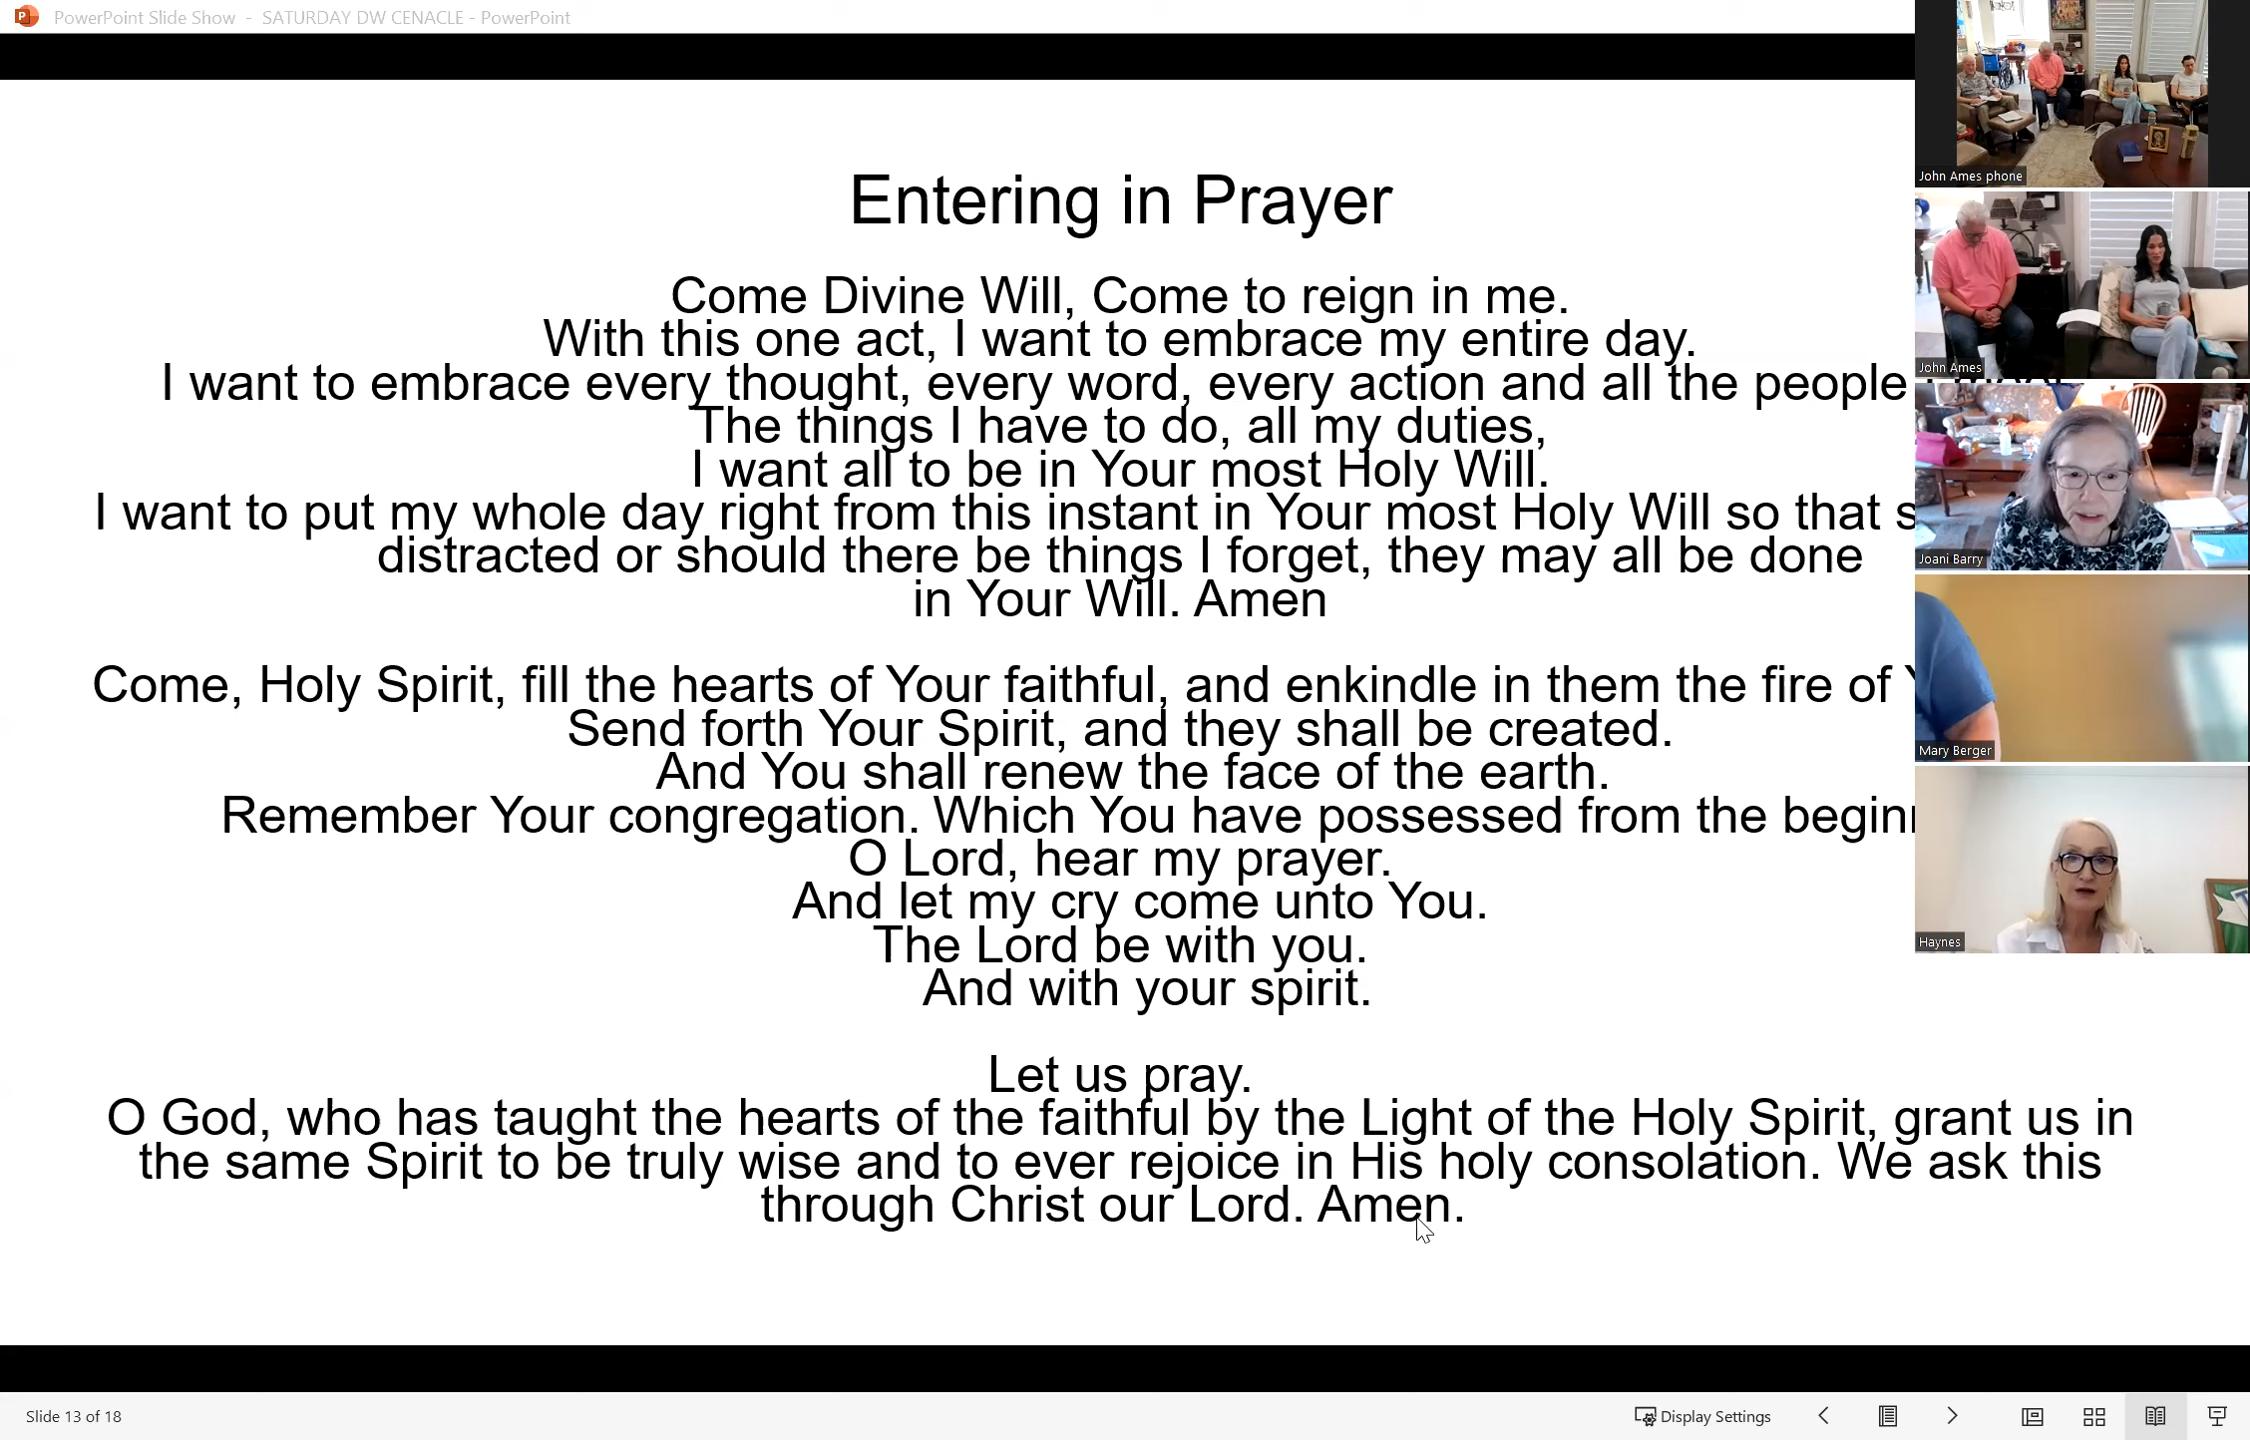 PowerPoint Slide Show - SATURDAY DW CENACLE - PowerPoint
Entering in Prayer
Come Divine Will, Come to reign in me.
With this one act, I want to embrace my entire day.
I want to embrace every thought, every word, every action and all the people
The things I have to do, all my duties,
I want all to be in Your most Holy Will.
I want to put my whole day right from this instant in Your most Holy Will so that
distracted or should there be things I forget, they may all be done
in Your Will. Amen
Come, Holy Spirit, fill the hearts of Your faithful, and enkindle in them the fire of
Send forth Your Spirit, and they shall be created.
And You shall renew the face of the earth.
Remember Your congregation. Which You have possessed from the
O Lord, hear my prayer.
And let my cry come unto You.
The Lord be with you.
And with your spirit.
Let us pray.
O God, who has taught the hearts of the faithful by the Light of the Holy Spirit, grant us in
the same Spirit to be truly wise and to ever rejoice in His holy consolation. We ask this
through Christ our Lord. Amen.
John Ames phone
John Ames
Joani Barry
Mary Berger
Haynes
Slide 13 of 18
Display Settings